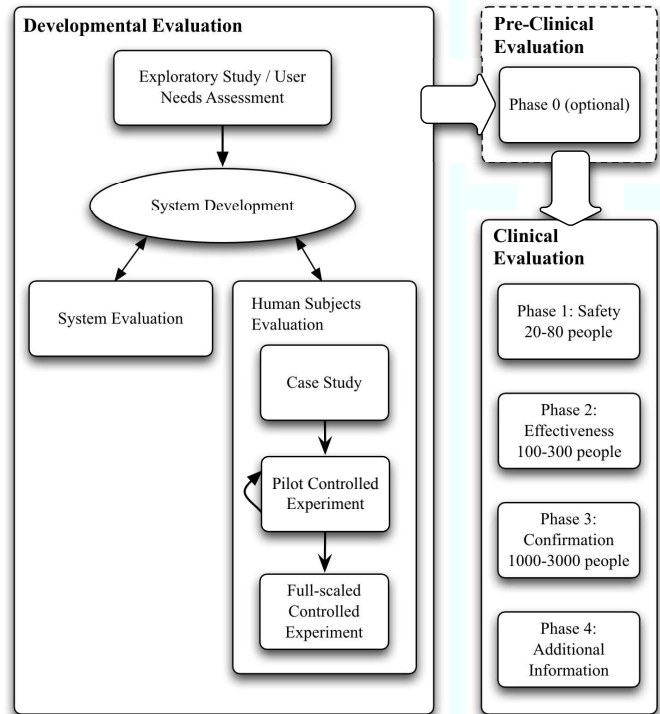 Developmental Evaluation
Exploratory Study / User
Needs Assessment
System Development
System Evaluation
Human Subjects
Evaluation
Case Study
Pilot Controlled
Experiment
Full-scaled
Controlled
Experiment
Pre-Clinical
Evaluation
Phase 0 (optional)
Clinical
Evaluation
Phase 1: Safety
20-80 people
Phase 2:
Effectiveness
100-300 people
Phase 3:
Confirmation
1000-3000 people
Phase 4:
Additional
Information